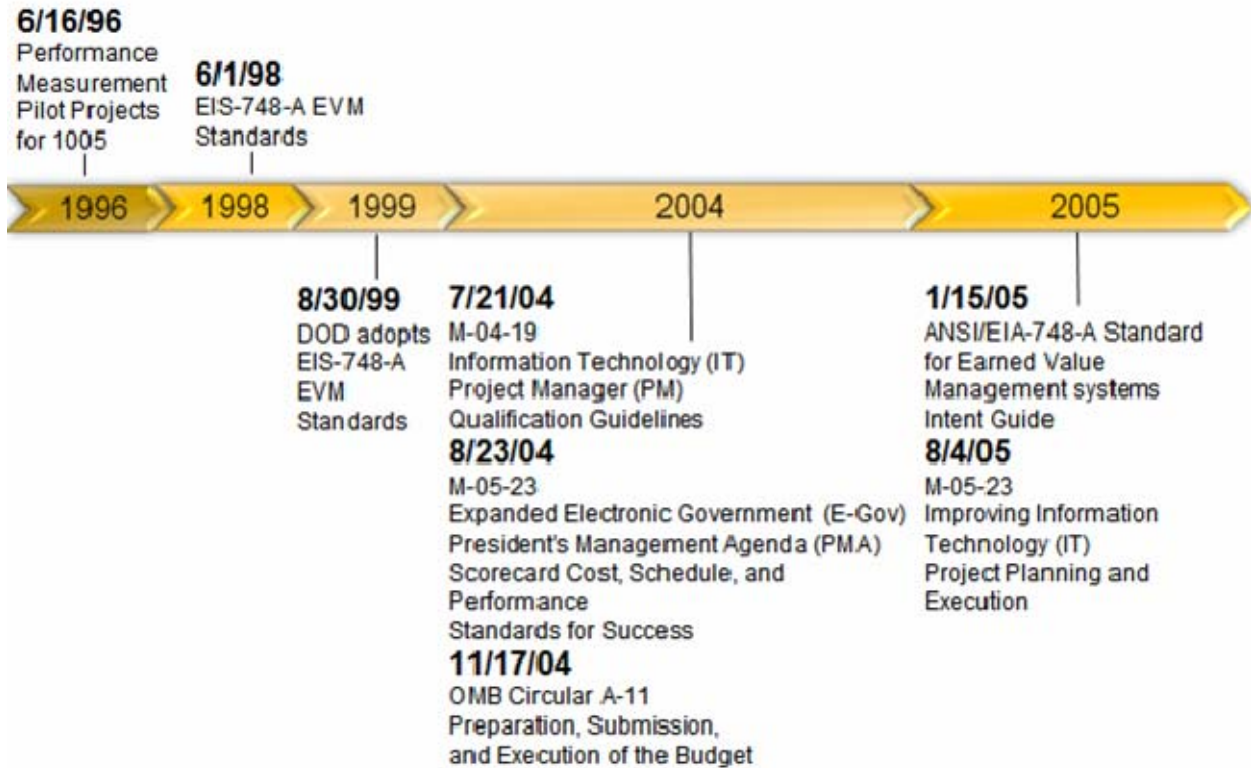 6/16/96
Performance
Measurement
Pilot Projects
for 1005
6/1/98
EIS-748-A EVM
Standards
1996
1998
1999
2004
2005
8/30/99
DOD adopts
EIS-748-A
EVM
Standards
7/21/04
M-04-19
Information Technology (IT)
Project Manager (PM)
Qualification Guidelines
8/23/04
M-05-23
Expanded Electronic Government (E-Gov)
President's Management Agenda (PMA)
Scorecard Cost, Schedule, and
Performance
Standards for Success
11/17/04
OMB Circular A-11
Preparation, Submission,
and Execution of the Budget
1/15/05
ANSI/EIA-748-A Standard
for Earned Value
Management systems
Intent Guide
8/4/05
M-05-23
Improving Information
Technology (IT)
Project Planning and
Execution